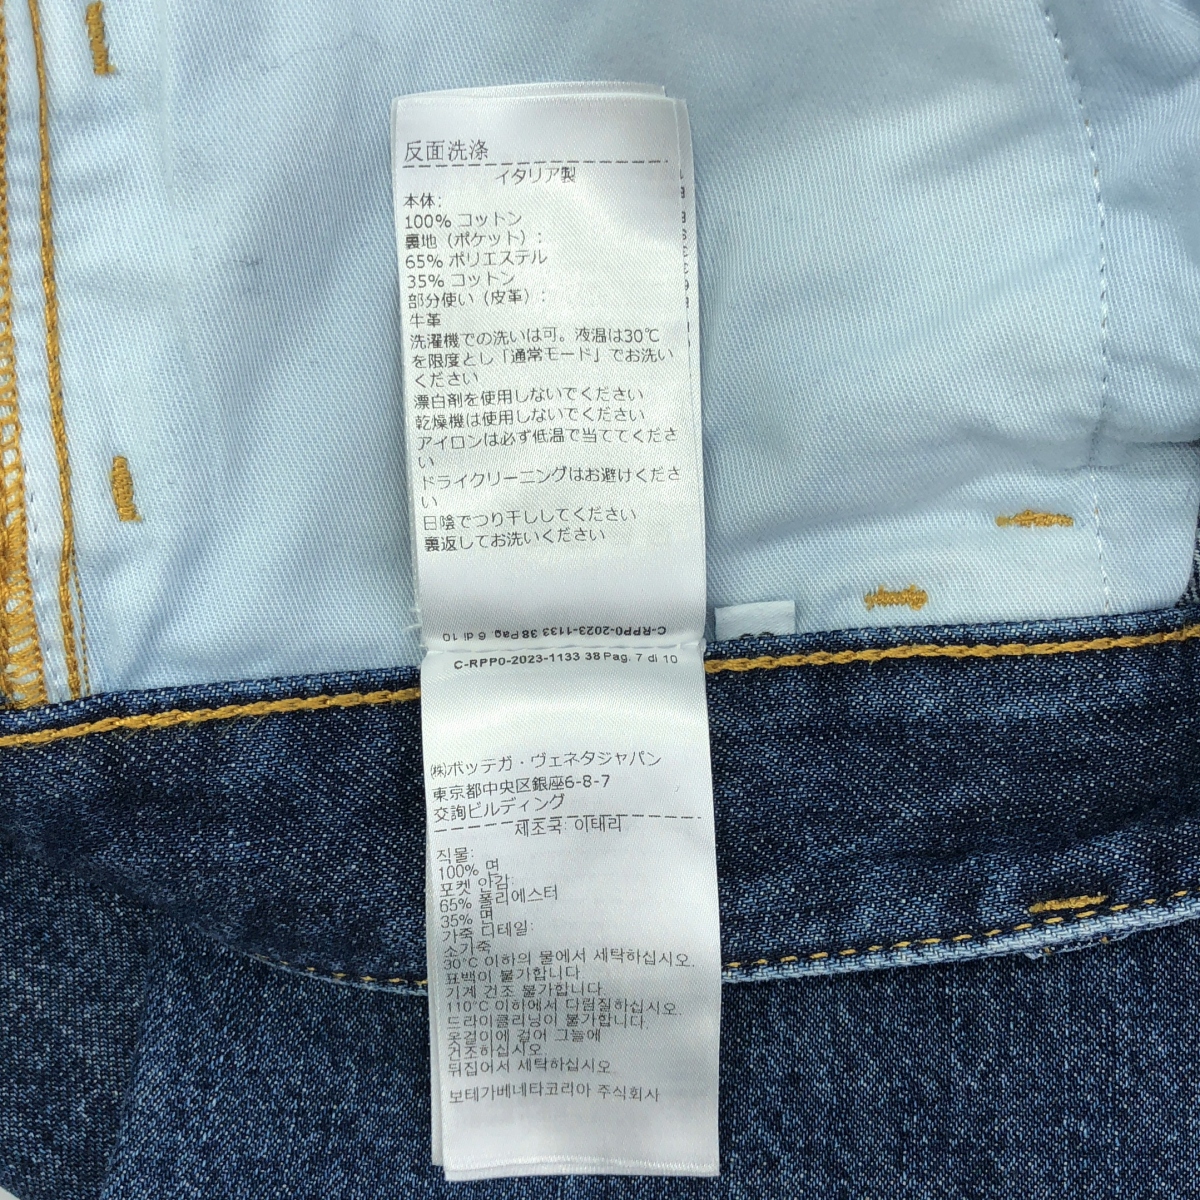 反面洗涤
イタリア製
本体:
100% コットン
裏地（ポケット）:
65% ポリエステル
35% コットン
部分使い（皮革）:
牛革
洗濯機での洗いは可。液温は30℃
を限度とし「通常モード」でお洗い
ください
漂白剤を使用しないでください
乾燥機は使用しないでください
アイロンは必ず低温で当ててくださ
い
ドライクリーニングはお避けくださ
い
日陰でつり干ししてください
裏返してお洗いください
C-RPP0-2023-1133 38 Pag. 6 di 10
C-RPP0-2023-1133 38 Pag. 7 di 10
㈱ボッテガ・ヴェネタジャパン
東京都中央区銀座6-8-7
交詢ビルディング
제조국: 이태리
직물:
100% 면
포켓 안감:
65% 폴리에스터
35% 면
가죽 디테일:
소가죽
30°C 이하의 물에서 세탁하십시오.
표백이 불가합니다.
기계 건조 불가합니다.
110°C 이하에서 다림질하십시오.
드라이클리닝이 불가합니다.
옷걸이에 걸어 그늘에
건조하십시오.
뒤집어서 세탁하십시오.
보테가베네타코리아 주식회사